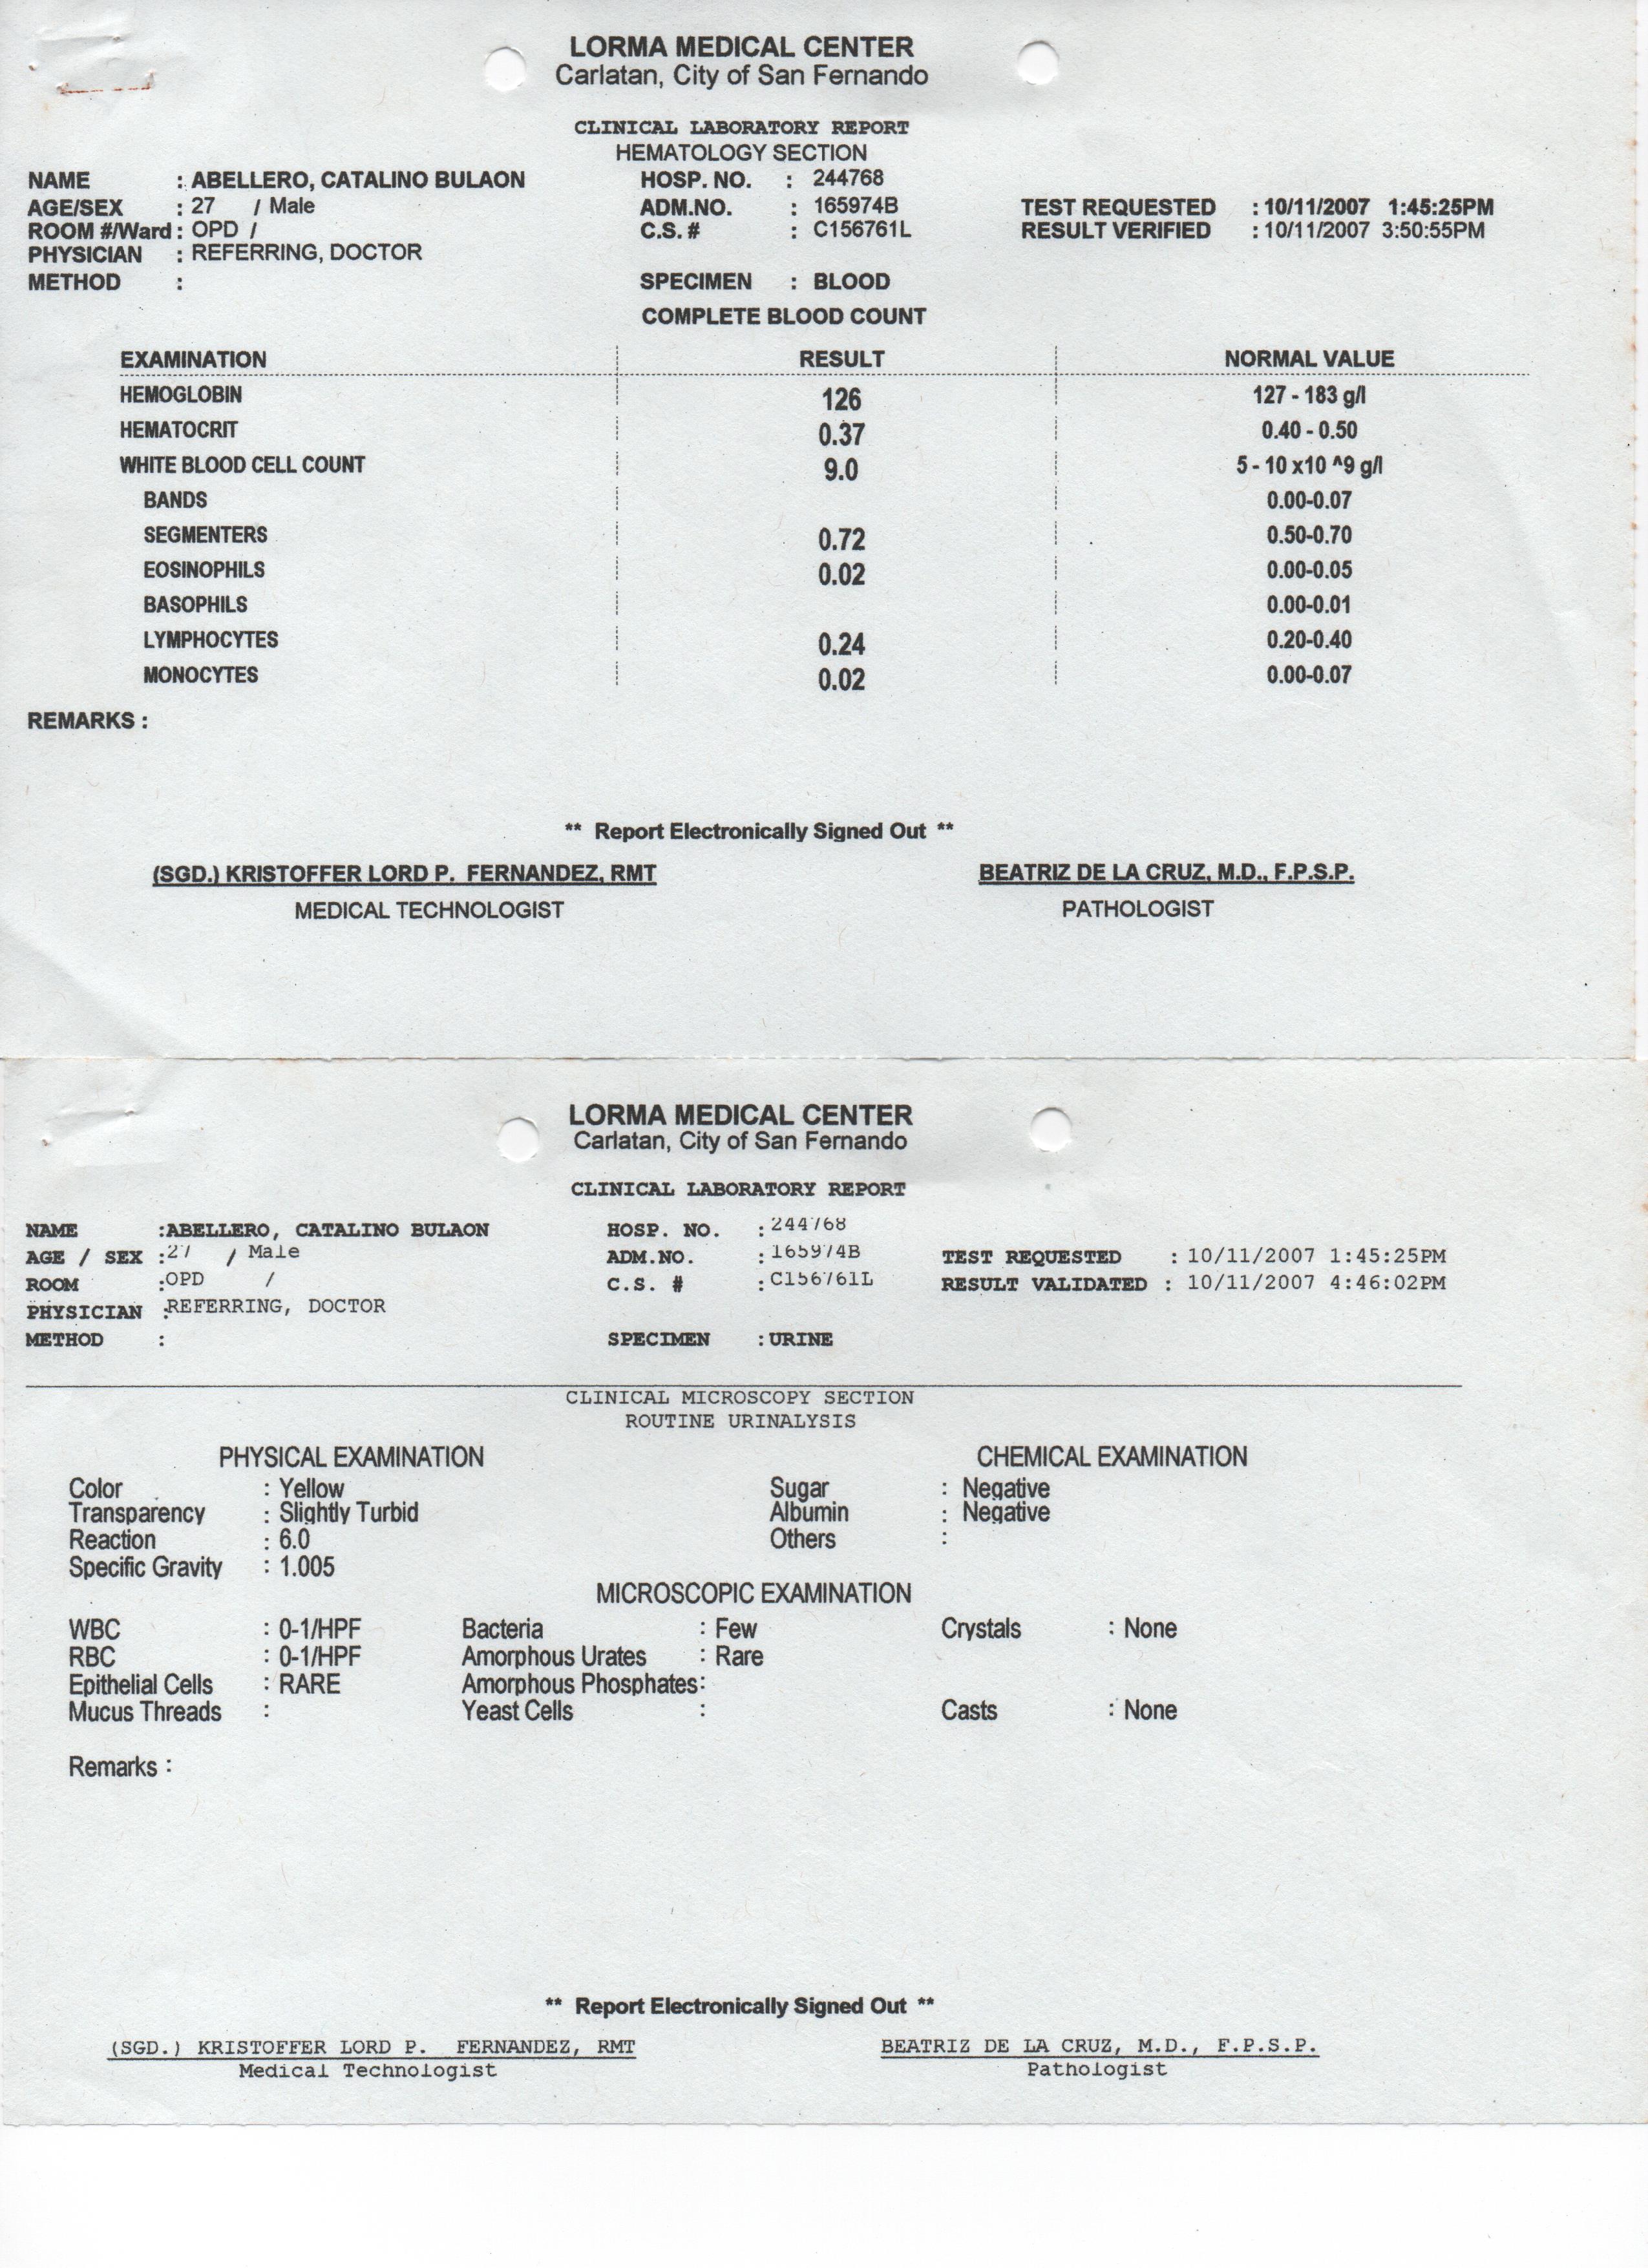 LORMA MEDICAL CENTER
Carlatan, City of San Fernando
CLINICAL LABORATORY REPORT
HEMATOLOGY SECTION
NAME : ABELLERO, CATALINO BULAON HOSP. NO. : 244768
AGE/SEX : 27 / Male ADM.NO. : 165974B TEST REQUESTED : 10/11/2007 1:45:25PM
ROOM #/Ward : OPD / C.S. # : C156761L RESULT VERIFIED : 10/11/2007 3:50:55PM
PHYSICIAN : REFERRING, DOCTOR
METHOD : SPECIMEN : BLOOD
COMPLETE BLOOD COUNT
EXAMINATION RESULT NORMAL VALUE
HEMOGLOBIN 126 127 - 183 g/l
HEMATOCRIT 0.37 0.40 - 0.50
WHITE BLOOD CELL COUNT 9.0 5 - 10 x10 ^9 g/l
BANDS 0.00-0.07
SEGMENTERS 0.72 0.50-0.70
EOSINOPHILS 0.02 0.00-0.05
BASOPHILS 0.00-0.01
LYMPHOCYTES 0.24 0.20-0.40
MONOCYTES 0.02 0.00-0.07
REMARKS :
** Report Electronically Signed Out **
(SGD.) KRISTOFFER LORD P. FERNANDEZ, RMT BEATRIZ DE LA CRUZ, M.D., F.P.S.P.
MEDICAL TECHNOLOGIST PATHOLOGIST
LORMA MEDICAL CENTER
Carlatan, City of San Fernando
CLINICAL LABORATORY REPORT
NAME :ABELLERO, CATALINO BULAON HOSP. NO. : 244768
AGE / SEX :27 / Male ADM.NO. : 165974B TEST REQUESTED : 10/11/2007 1:45:25PM
ROOM :OPD / C.S. # : C156761L RESULT VALIDATED : 10/11/2007 4:46:02PM
PHYSICIAN :REFERRING, DOCTOR
METHOD : SPECIMEN : URINE
CLINICAL MICROSCOPY SECTION
ROUTINE URINALYSIS
PHYSICAL EXAMINATION CHEMICAL EXAMINATION
Color : Yellow Sugar : Negative
Transparency : Slightly Turbid Albumin : Negative
Reaction : 6.0 Others :
Specific Gravity : 1.005
MICROSCOPIC EXAMINATION
WBC : 0-1/HPF Bacteria : Few Crystals : None
RBC : 0-1/HPF Amorphous Urates : Rare
Epithelial Cells : RARE Amorphous Phosphates:
Mucus Threads : Yeast Cells : Casts : None
Remarks :
** Report Electronically Signed Out **
(SGD.) KRISTOFFER LORD P. FERNANDEZ, RMT BEATRIZ DE LA CRUZ, M.D., F.P.S.P.
Medical Technologist Pathologist